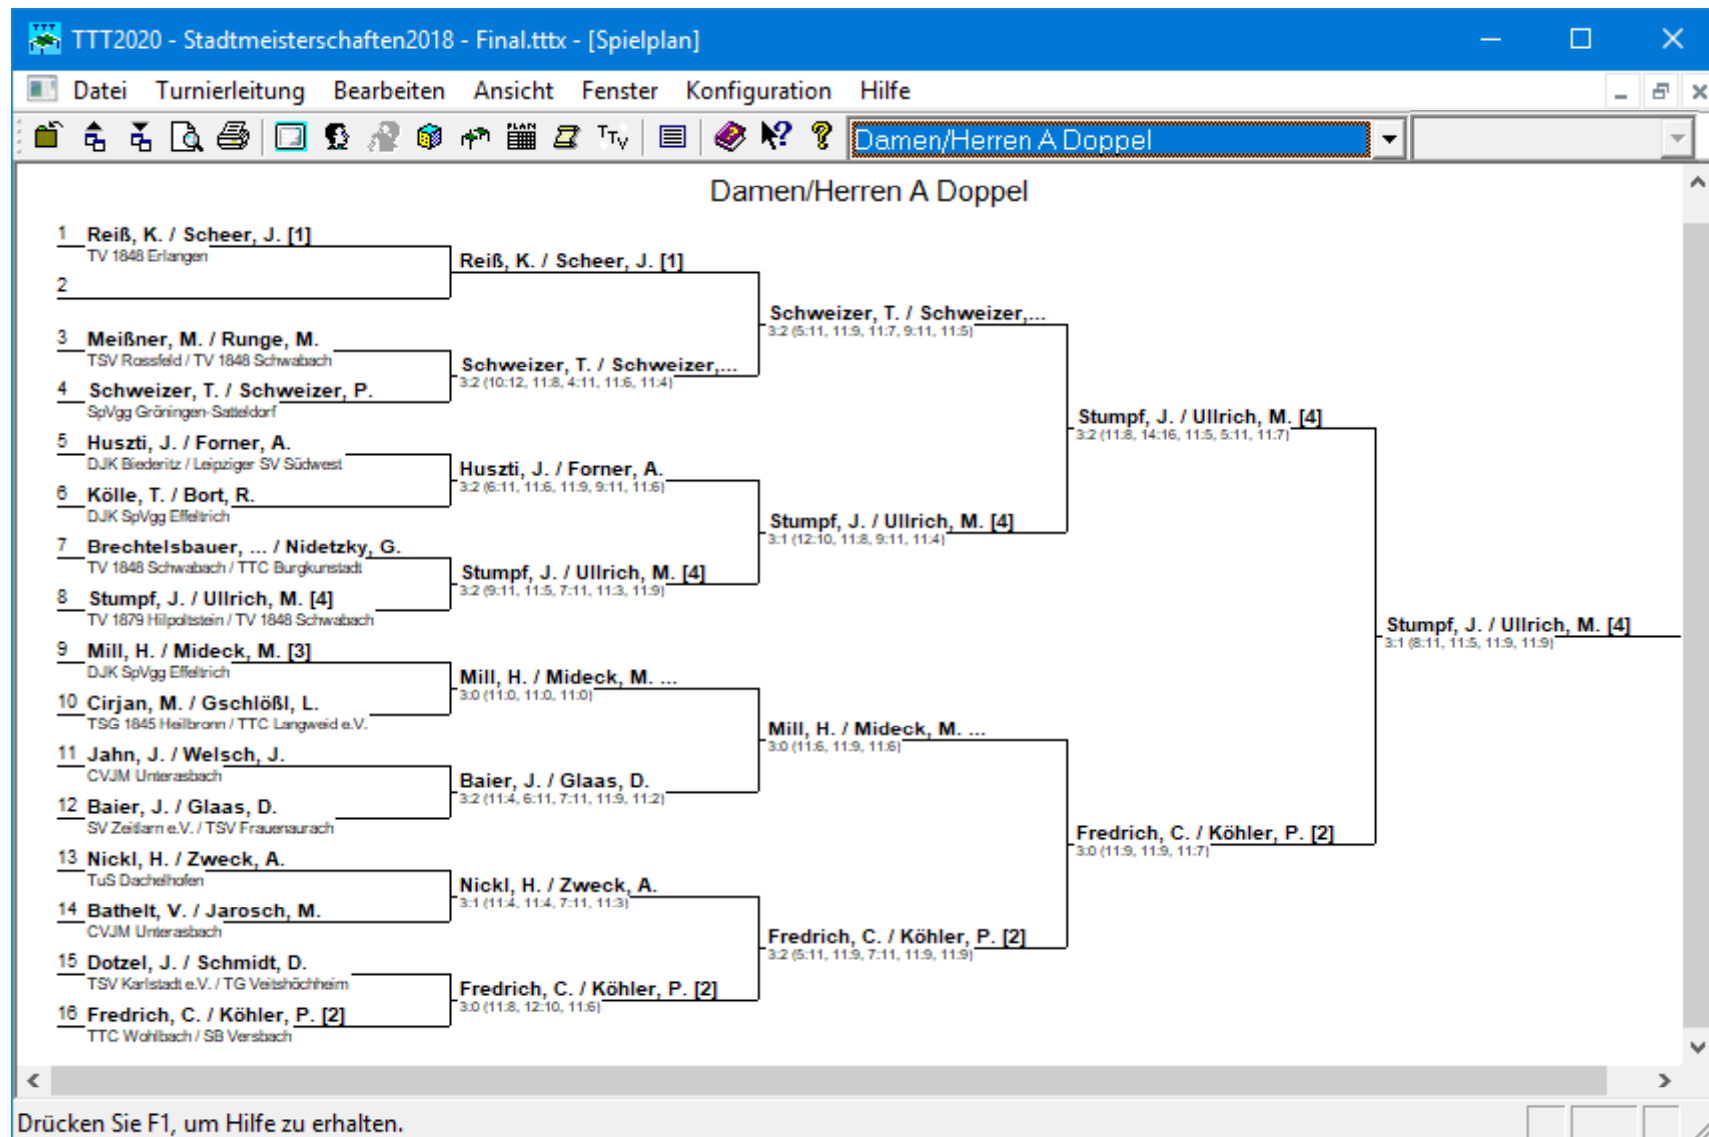 TTT2020 - Stadtmeisterschaften2018 - Final.tttx - [Spielplan]
Datei Turnierleitung Bearbeiten Ansicht Fenster Konfiguration Hilfe
PLAN TTV Damen/Herren A Doppel
Damen/Herren A Doppel
1 Reiß, K. / Scheer, J. [1]
TV 1848 Erlangen
Reiß, K. / Scheer, J. [1]
2
Schweizer, T. / Schweizer,...
3:2 (5:11, 11:9, 11:7, 9:11, 11:5)
3 Meißner, M. / Runge, M.
TSV Rossfeld / TV 1848 Schwabach
Schweizer, T. / Schweizer,...
3:2 (10:12, 11:8, 4:11, 11:6, 11:4)
4 Schweizer, T. / Schweizer, P.
SpVgg Gröningen-Satteldorf
Stumpf, J. / Ullrich, M. [4]
3:2 (11:8, 14:16, 11:5, 5:11, 11:7)
5 Huszti, J. / Forner, A.
DJK Biederitz / Leipziger SV Südwest
Huszti, J. / Forner, A.
3:2 (6:11, 11:6, 11:9, 9:11, 11:6)
6 Kölle, T. / Bort, R.
DJK SpVgg Effeltrich
Stumpf, J. / Ullrich, M. [4]
3:1 (12:10, 11:8, 9:11, 11:4)
7 Brechtelsbauer, ... / Nidetzky, G.
TV 1848 Schwabach / TTC Burgkunstadt
Stumpf, J. / Ullrich, M. [4]
3:2 (9:11, 11:5, 7:11, 11:3, 11:9)
8 Stumpf, J. / Ullrich, M. [4]
TV 1879 Hilpoltstein / TV 1848 Schwabach
Stumpf, J. / Ullrich, M. [4]
3:1 (8:11, 11:5, 11:9, 11:9)
9 Mill, H. / Mideck, M. [3]
DJK SpVgg Effeltrich
Mill, H. / Mideck, M. ...
3:0 (11:0, 11:0, 11:0)
10 Cirjan, M. / Gschlößl, L.
TSG 1845 Heilbronn / TTC Langweid e.V.
Mill, H. / Mideck, M. ...
3:0 (11:6, 11:9, 11:6)
11 Jahn, J. / Welsch, J.
CVJM Unterasbach
Baier, J. / Glaas, D.
3:2 (11:4, 6:11, 7:11, 11:9, 11:2)
12 Baier, J. / Glaas, D.
SV Zeitlarn e.V. / TSV Frauenaurach
Fredrich, C. / Köhler, P. [2]
3:0 (11:9, 11:9, 11:7)
13 Nickl, H. / Zweck, A.
TuS Dachelhofen
Nickl, H. / Zweck, A.
3:1 (11:4, 11:4, 7:11, 11:3)
14 Bathelt, V. / Jarosch, M.
CVJM Unterasbach
Fredrich, C. / Köhler, P. [2]
3:2 (5:11, 11:9, 7:11, 11:9, 11:9)
15 Dotzel, J. / Schmidt, D.
TSV Karlstadt e.V. / TG Veitshöchheim
Fredrich, C. / Köhler, P. [2]
3:0 (11:8, 12:10, 11:6)
16 Fredrich, C. / Köhler, P. [2]
TTC Wohlbach / SB Versbach
Drücken Sie F1, um Hilfe zu erhalten.